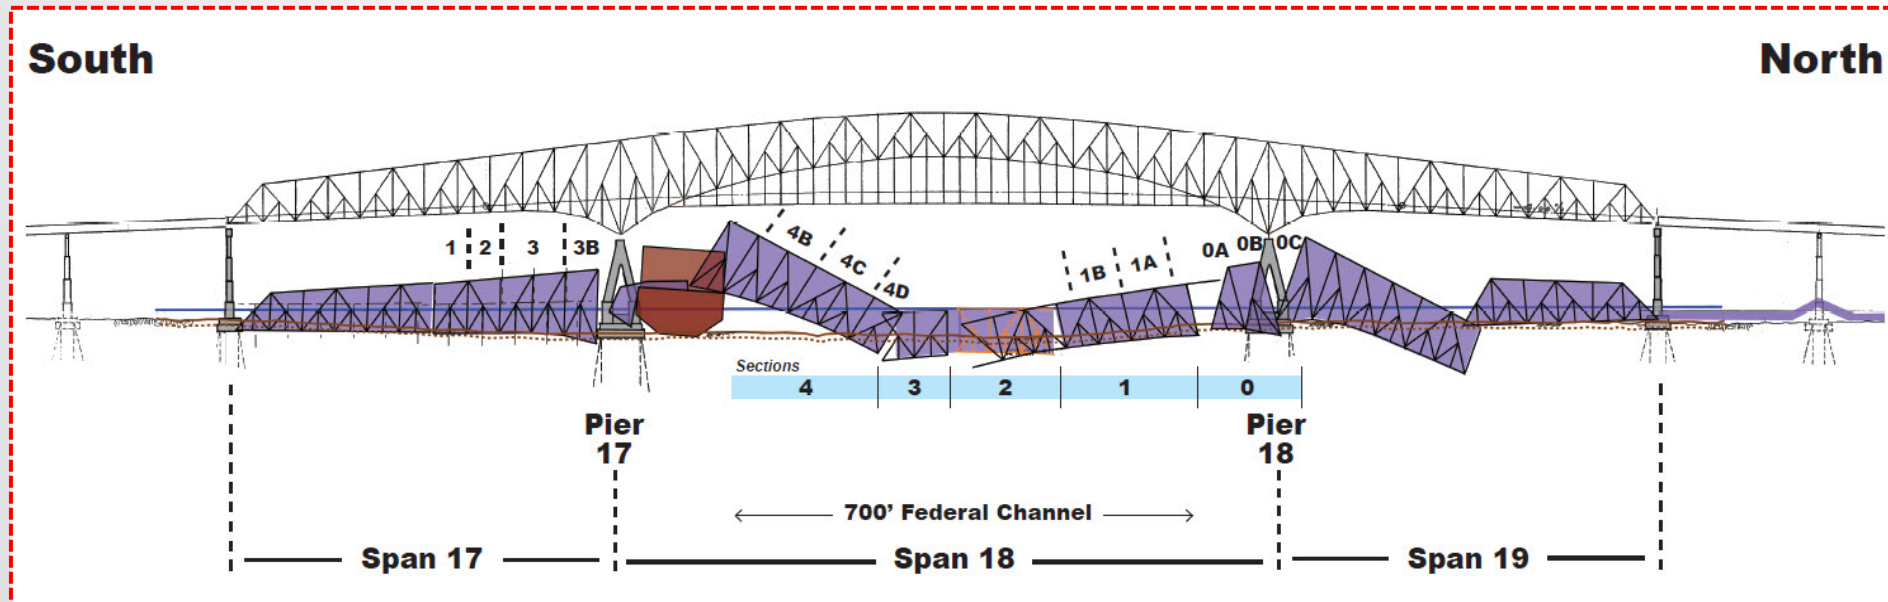 South
North
1
2
3
3B
4B
4C
4D
1B
1A
0A
0B
0C
Sections
4
3
2
1
0
Pier
17
Pier
18
700’ Federal Channel
Span 17
Span 18
Span 19